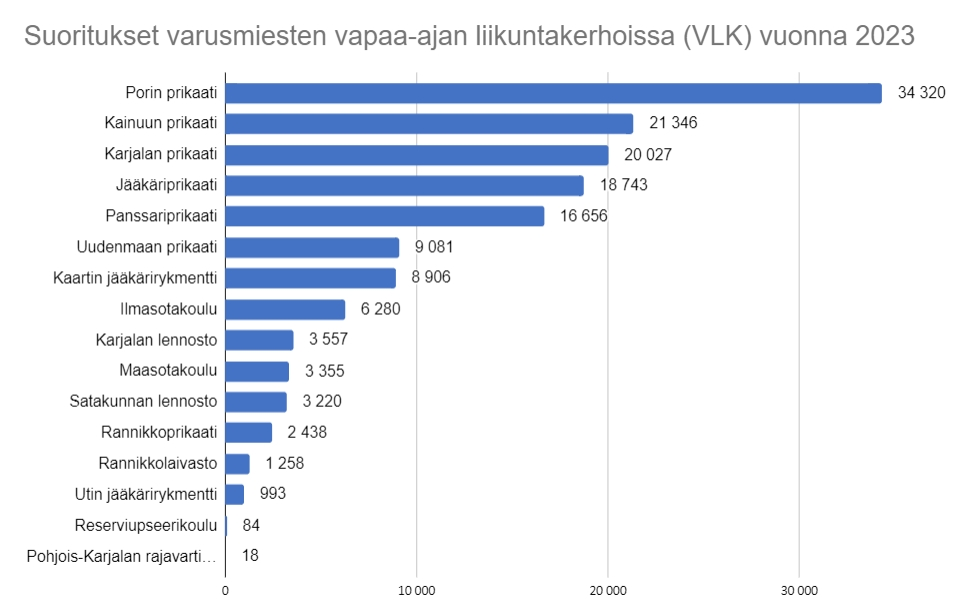 Suoritukset varusmiesten vapaa-ajan liikuntakerhoissa (VLK) vuonna 2023
Porin prikaati 34 320
Kainuun prikaati 21 346
Karjalan prikaati 20 027
Jääkäriprikaati 18 743
Panssariprikaati 16 656
Uudenmaan prikaati 9 081
Kaartin jääkärirykmentti 8 906
Ilmasotakoulu 6 280
Karjalan lennosto 3 557
Maasotakoulu 3 355
Satakunnan lennosto 3 220
Rannikkoprikaati 2 438
Rannikkolaivasto 1 258
Utin jääkärirykmentti 993
Reserviupseerikoulu 84
Pohjois-Karjalan rajavarti… 18
0 10 000 20 000 30 000